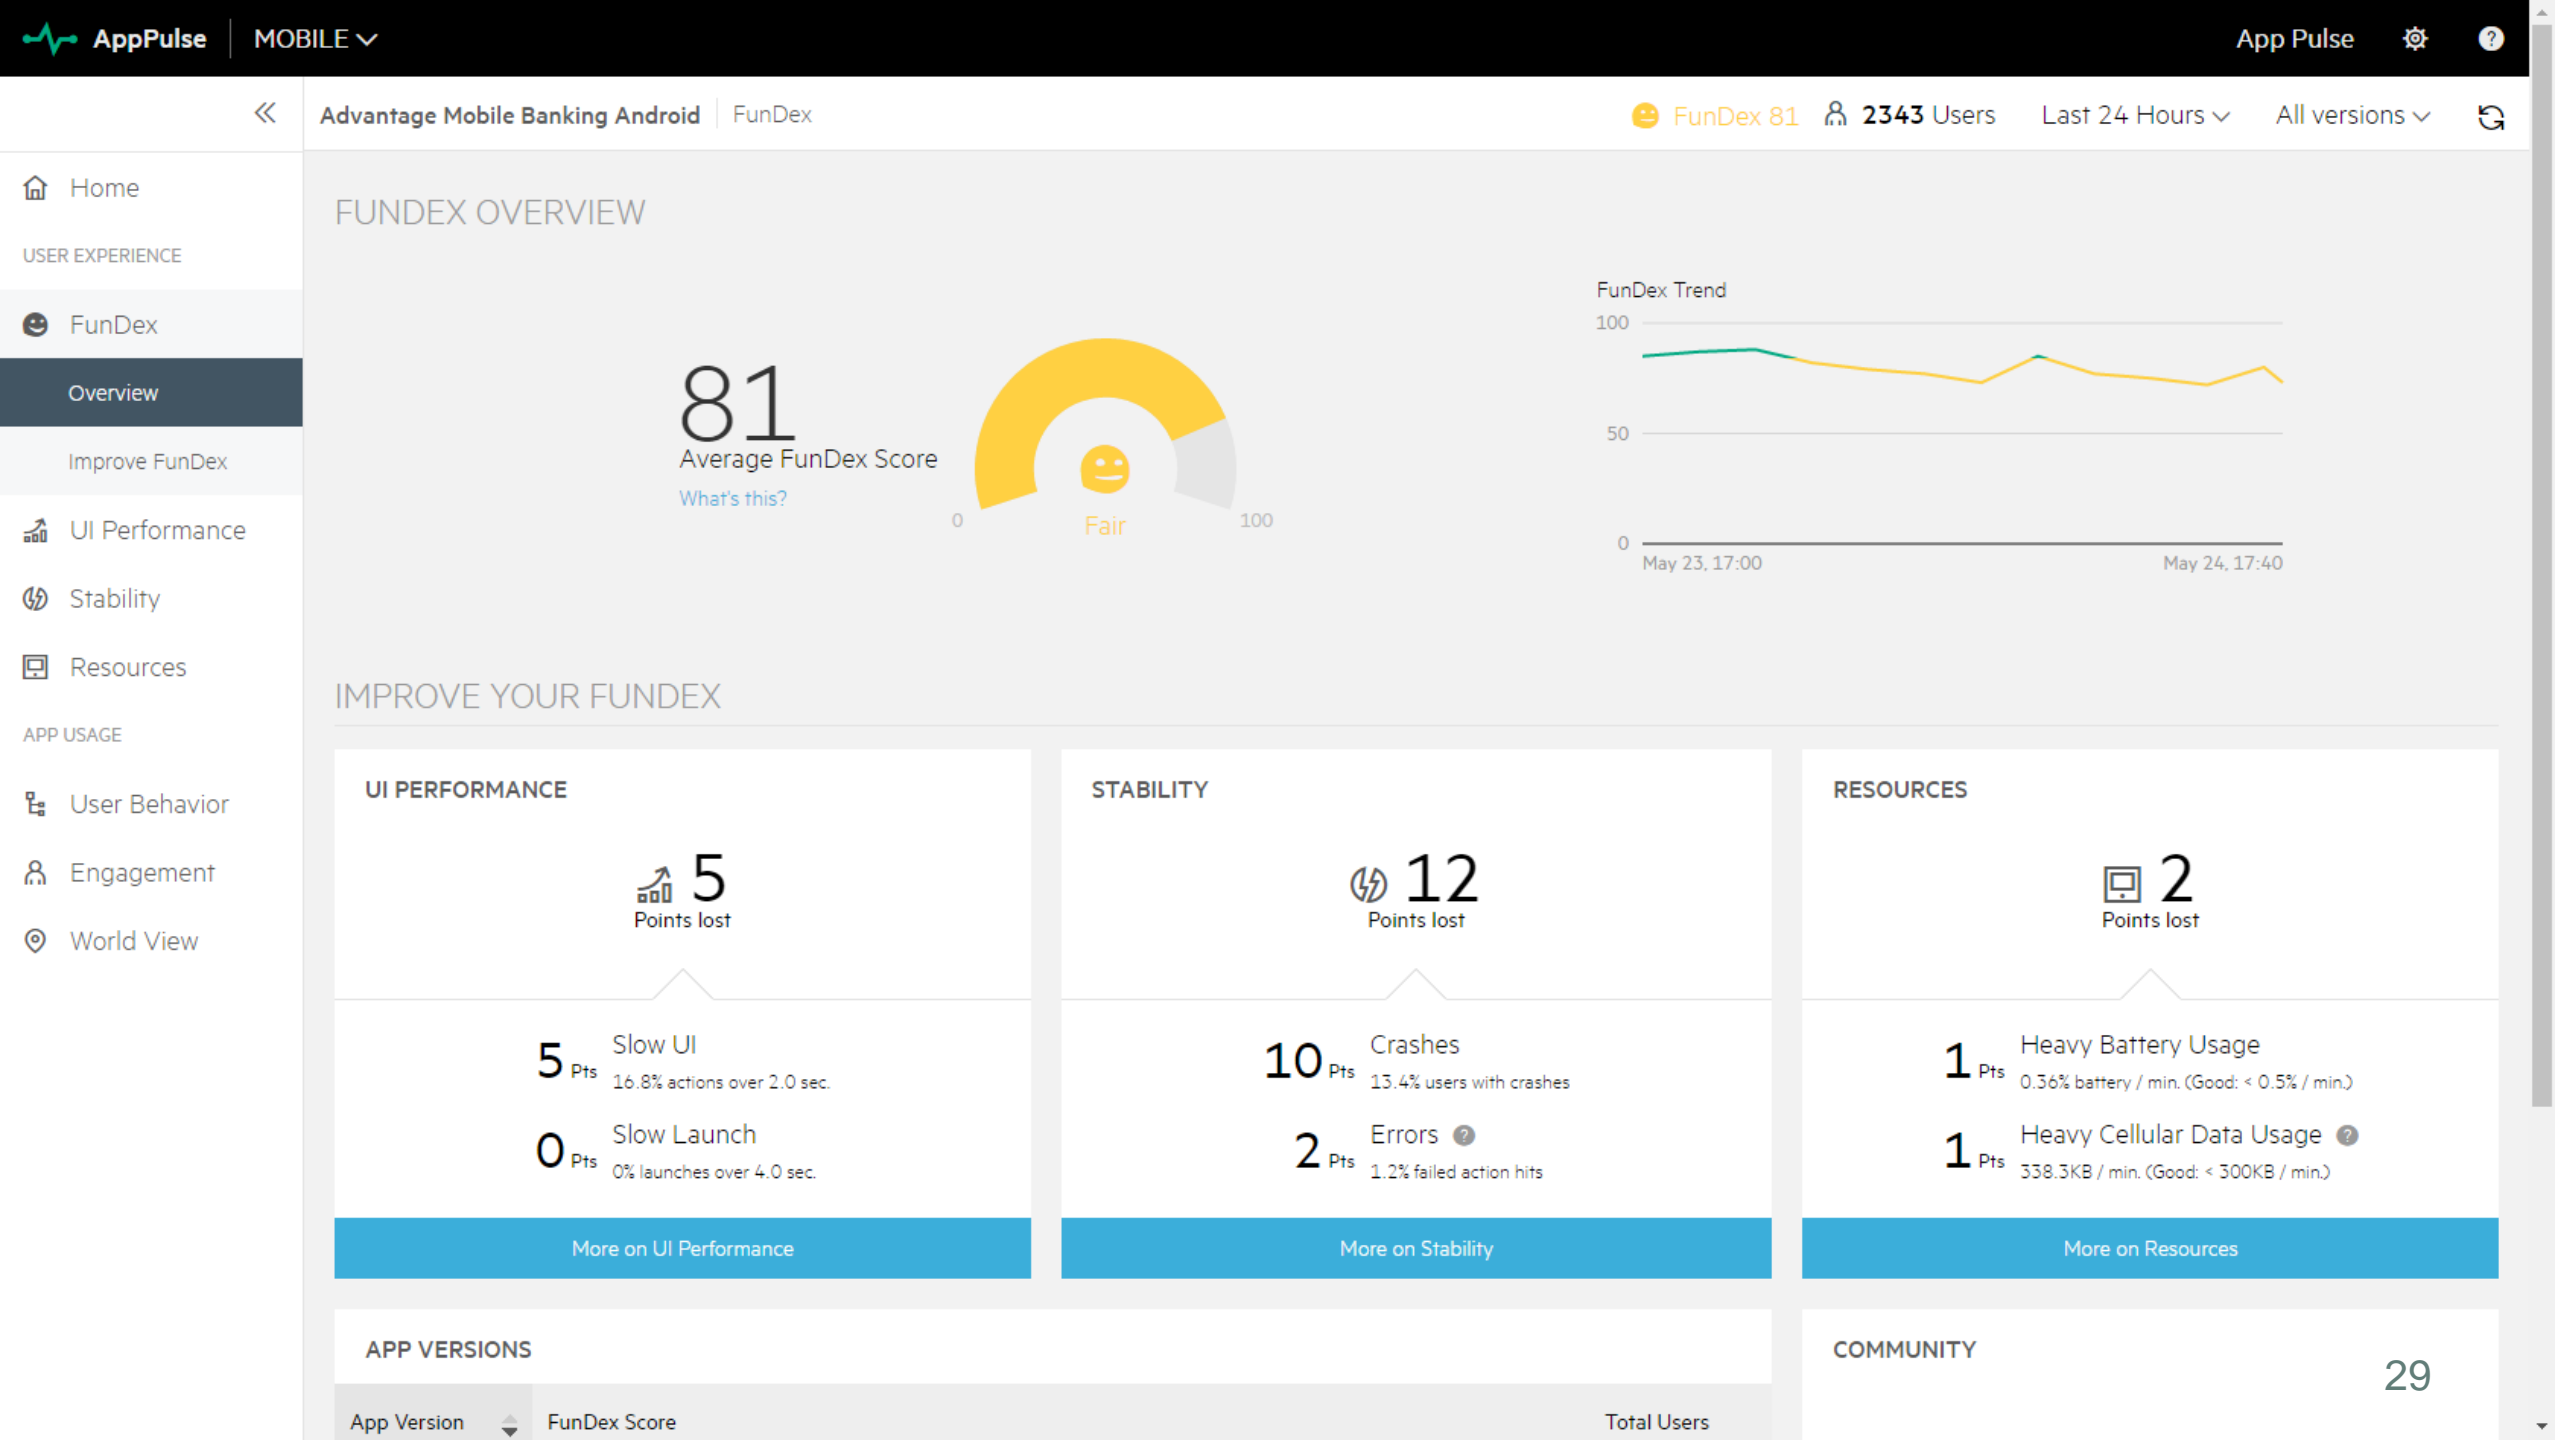 AppPulse MOBILE App Pulse
Advantage Mobile Banking Android FunDex FunDex 81 2343 Users Last 24 Hours All versions
Home
USER EXPERIENCE
FunDex
Overview
Improve FunDex
UI Performance
Stability
Resources
APP USAGE
User Behavior
Engagement
World View
FUNDEX OVERVIEW
81
Average FunDex Score
What's this?
0
Fair
100
FunDex Trend
100
50
0
May 23, 17:00 May 24, 17:40
IMPROVE YOUR FUNDEX
UI PERFORMANCE
5
Points lost
5 Pts Slow UI
16.8% actions over 2.0 sec.
0 Pts Slow Launch
0% launches over 4.0 sec.
More on UI Performance
STABILITY
12
Points lost
10 Pts Crashes
13.4% users with crashes
2 Pts Errors ?
1.2% failed action hits
More on Stability
RESOURCES
2
Points lost
1 Pts Heavy Battery Usage
0.36% battery / min. (Good: < 0.5% / min.)
1 Pts Heavy Cellular Data Usage ?
338.3KB / min. (Good: < 300KB / min.)
More on Resources
APP VERSIONS
App Version FunDex Score Total Users
COMMUNITY
29